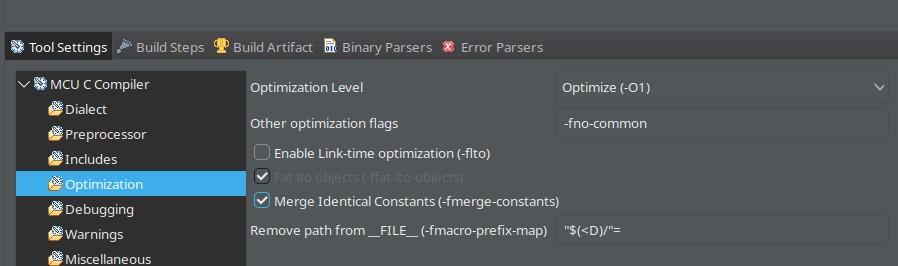 Tool Settings Build Steps Build Artifact Binary Parsers Error Parsers
MCU C Compiler
Dialect
Preprocessor
Includes
Optimization
Debugging
Warnings
Miscellaneous
Optimization Level Optimize (-O1)
Other optimization flags -fno-common
Enable Link-time optimization (-flto)
Fat lto objects (-ffat-lto-objects)
Merge Identical Constants (-fmerge-constants)
Remove path from __FILE__ (-fmacro-prefix-map) "$(<D)/"=